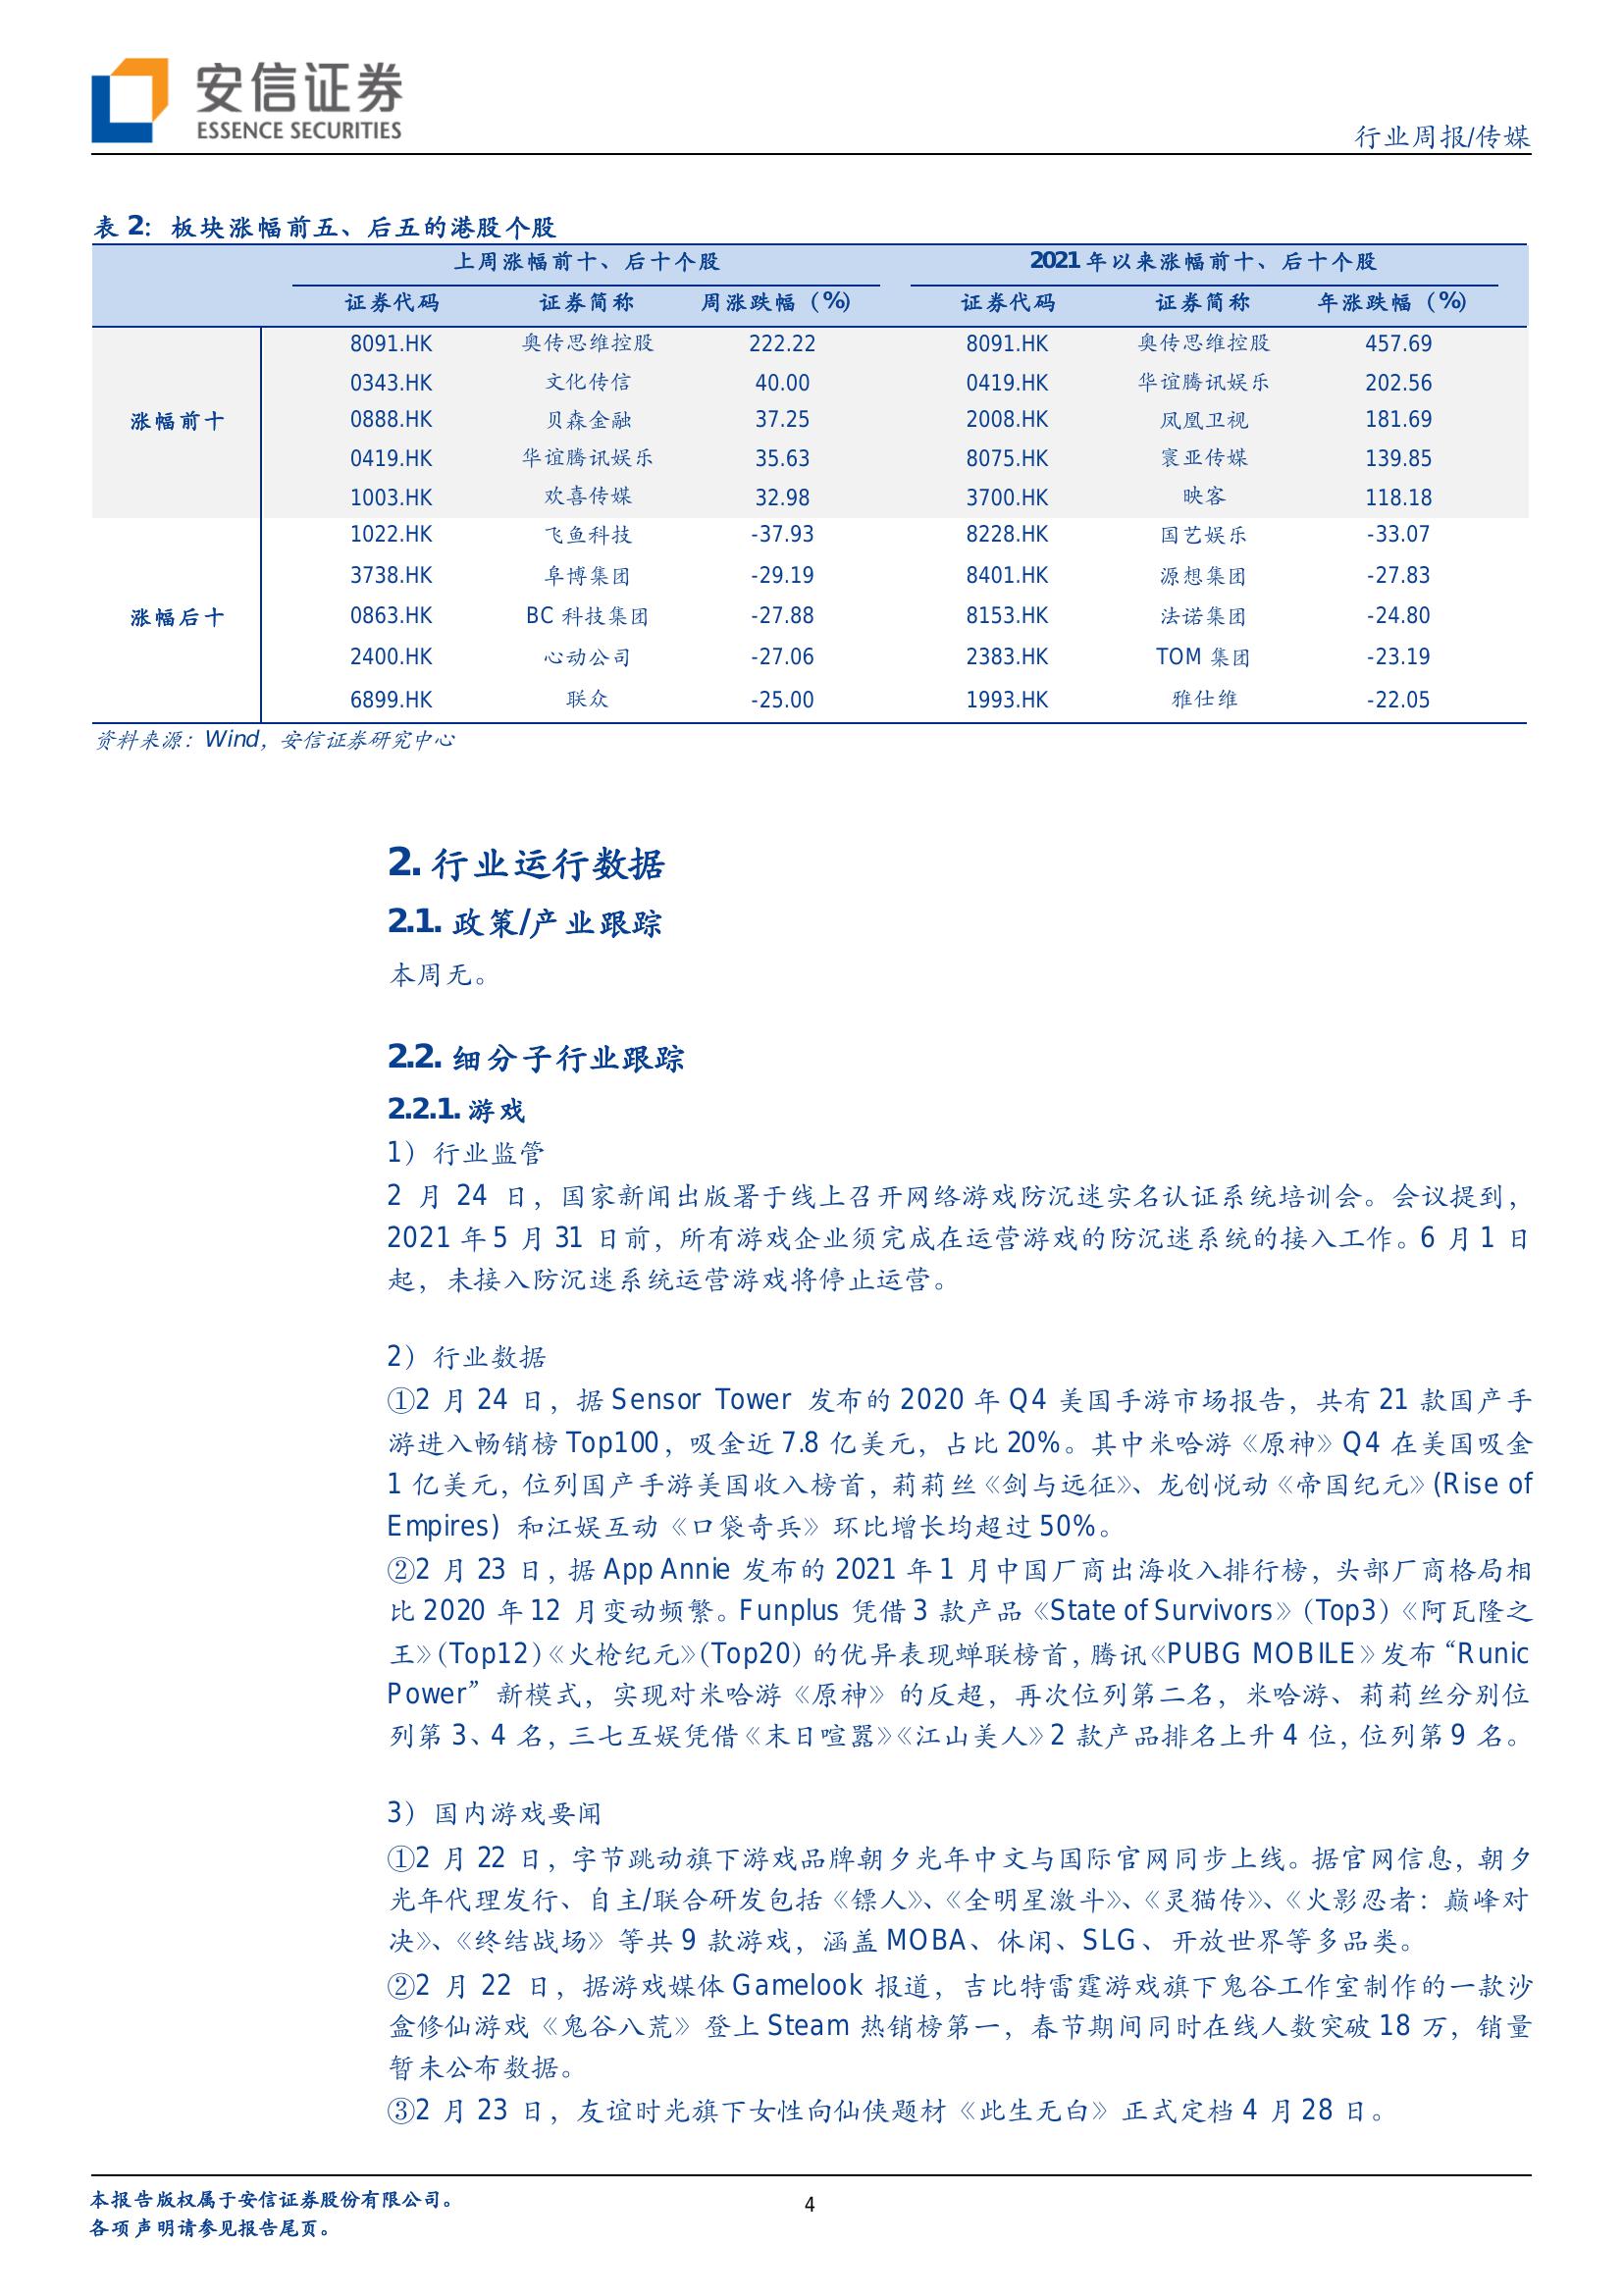 安信证券
ESSENCE SECURITIES
行业周报/传媒
表 2：板块涨幅前五、后五的港股个股
上周涨幅前十、后十个股 2021 年以来涨幅前十、后十个股
证券代码 证券简称 周涨跌幅（%） 证券代码 证券简称 年涨跌幅（%）
8091.HK 奥传思维控股 222.22 8091.HK 奥传思维控股 457.69
0343.HK 文化传信 40.00 0419.HK 华谊腾讯娱乐 202.56
涨幅前十 0888.HK 贝森金融 37.25 2008.HK 凤凰卫视 181.69
0419.HK 华谊腾讯娱乐 35.63 8075.HK 寰亚传媒 139.85
1003.HK 欢喜传媒 32.98 3700.HK 映客 118.18
1022.HK 飞鱼科技 -37.93 8228.HK 国艺娱乐 -33.07
3738.HK 阜博集团 -29.19 8401.HK 源想集团 -27.83
涨幅后十 0863.HK BC 科技集团 -27.88 8153.HK 法诺集团 -24.80
2400.HK 心动公司 -27.06 2383.HK TOM 集团 -23.19
6899.HK 联众 -25.00 1993.HK 雅仕维 -22.05
资料来源：Wind，安信证券研究中心
2. 行业运行数据
2.1. 政策/产业跟踪
本周无。
2.2. 细分子行业跟踪
2.2.1. 游戏
1）行业监管
2 月 24 日，国家新闻出版署于线上召开网络游戏防沉迷实名认证系统培训会。会议提到，
2021 年 5 月 31 日前，所有游戏企业须完成在运营游戏的防沉迷系统的接入工作。6 月 1 日
起，未接入防沉迷系统运营游戏将停止运营。
2）行业数据
①2 月 24 日，据 Sensor Tower 发布的 2020 年 Q4 美国手游市场报告，共有 21 款国产手
游进入畅销榜 Top100，吸金近 7.8 亿美元，占比 20%。其中米哈游《原神》Q4 在美国吸金
1 亿美元，位列国产手游美国收入榜首，莉莉丝《剑与远征》、龙创悦动《帝国纪元》(Rise of
Empires) 和江娱互动《口袋奇兵》环比增长均超过 50%。
②2 月 23 日，据 App Annie 发布的 2021 年 1 月中国厂商出海收入排行榜，头部厂商格局相
比 2020 年 12 月变动频繁。Funplus 凭借 3 款产品《State of Survivors》（Top3）《阿瓦隆之
王》（Top12）《火枪纪元》（Top20）的优异表现蝉联榜首，腾讯《PUBG MOBILE》发布“Runic
Power”新模式，实现对米哈游《原神》的反超，再次位列第二名，米哈游、莉莉丝分别位
列第 3、4 名，三七互娱凭借《末日喧嚣》《江山美人》2 款产品排名上升 4 位，位列第 9 名。
3）国内游戏要闻
①2 月 22 日，字节跳动旗下游戏品牌朝夕光年中文与国际官网同步上线。据官网信息，朝夕
光年代理发行、自主/联合研发包括《镖人》、《全明星激斗》、《灵猫传》、《火影忍者：巅峰对
决》、《终结战场》等共 9 款游戏，涵盖 MOBA、休闲、SLG、开放世界等多品类。
②2 月 22 日，据游戏媒体 Gamelook 报道，吉比特雷霆游戏旗下鬼谷工作室制作的一款沙
盒修仙游戏《鬼谷八荒》登上 Steam 热销榜第一，春节期间同时在线人数突破 18 万，销量
暂未公布数据。
③2 月 23 日，友谊时光旗下女性向仙侠题材《此生无白》正式定档 4 月 28 日。
本报告版权属于安信证券股份有限公司。
各项声明请参见报告尾页。
4